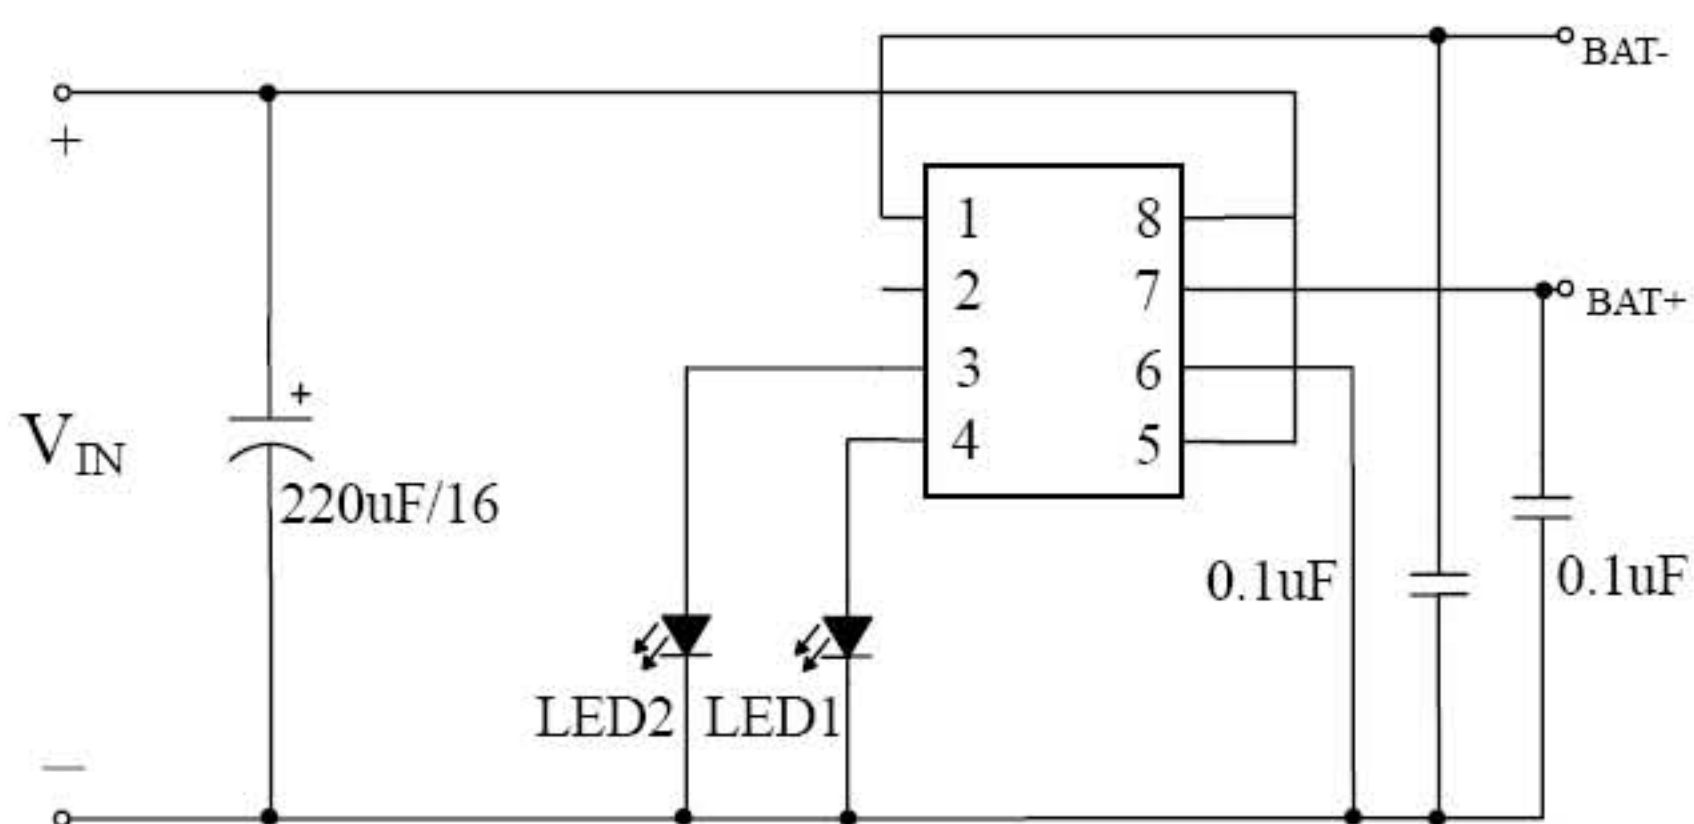 BAT-
+
1 8
2 7
BAT+
3 6
+
4 5
VIN
220uF/16
0.1uF
0.1uF
LED2
LED1
—